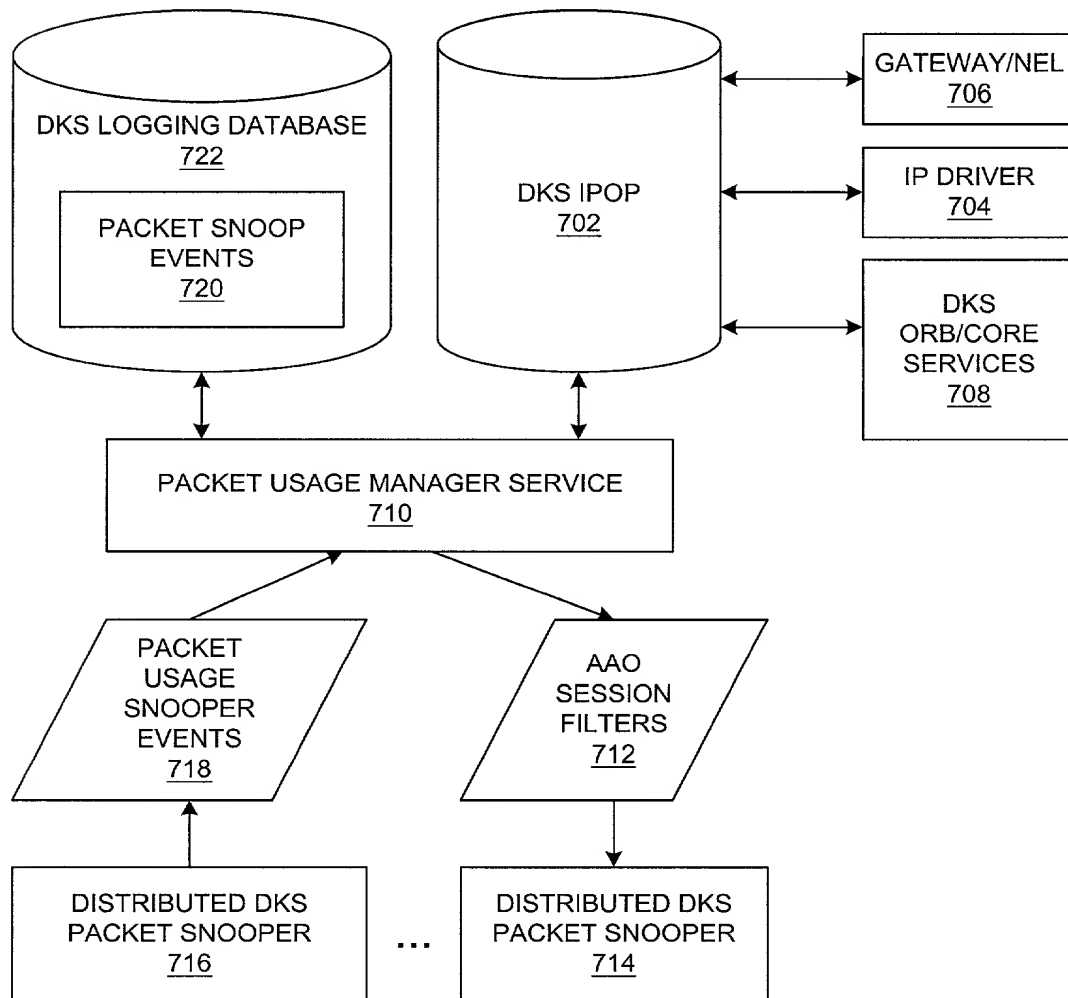 DKS LOGGING DATABASE
722
PACKET SNOOP
EVENTS
720
DKS IPOP
702
GATEWAY/NEL
706
IP DRIVER
704
DKS
ORB/CORE
SERVICES
708
PACKET USAGE MANAGER SERVICE
710
PACKET
USAGE
SNOOPER
EVENTS
718
AAO
SESSION
FILTERS
712
DISTRIBUTED DKS
PACKET SNOOPER
716
...
DISTRIBUTED DKS
PACKET SNOOPER
714